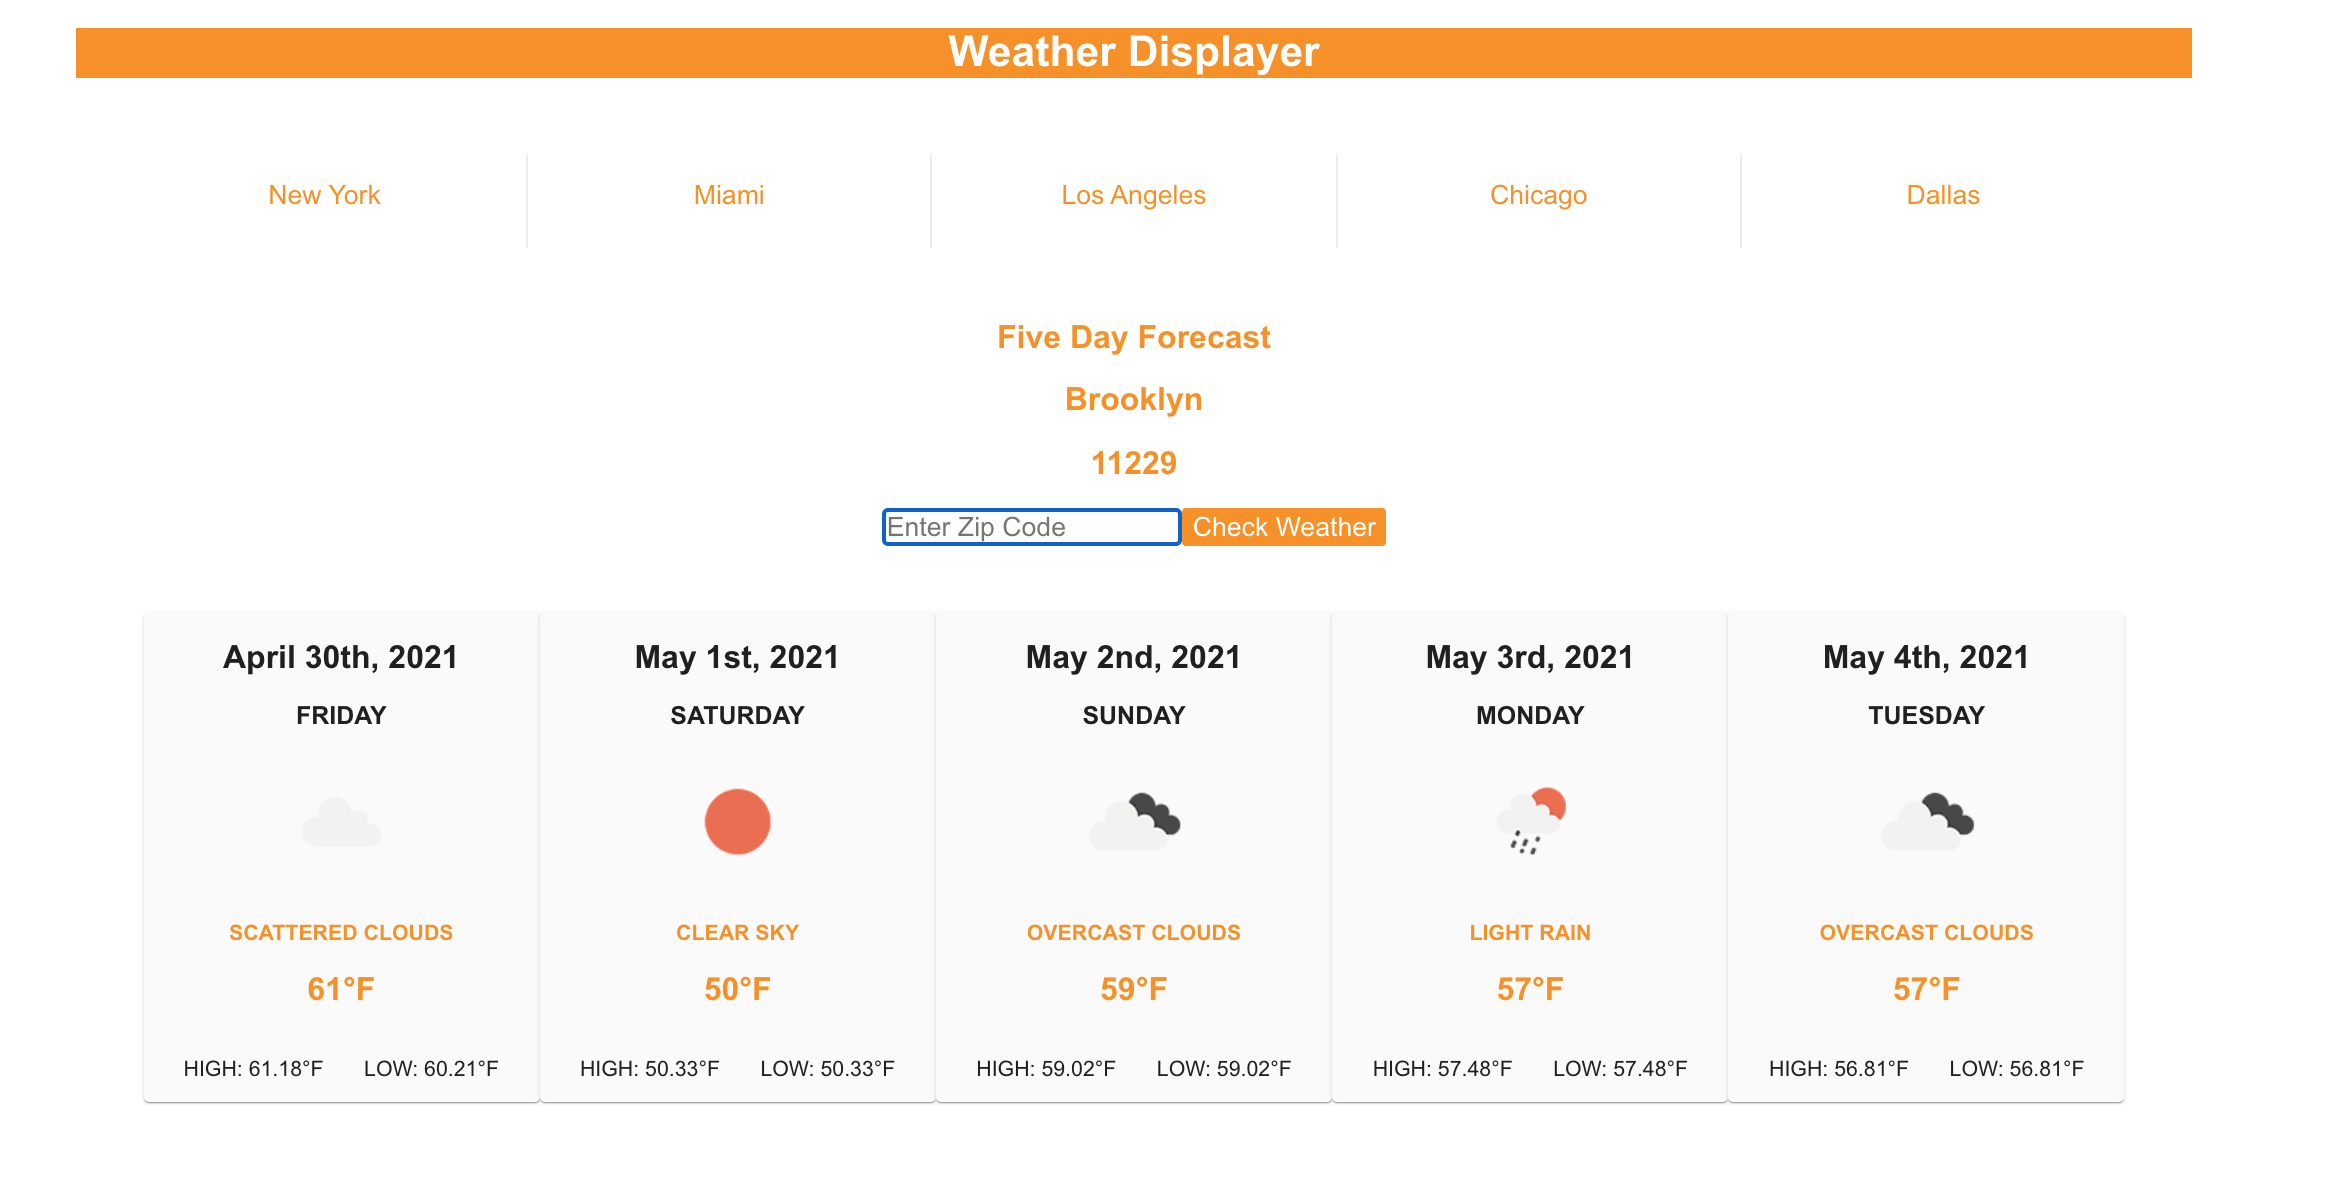 Weather Displayer
New York
Miami
Los Angeles
Chicago
Dallas
Five Day Forecast
Brooklyn
11229
Enter Zip Code
Check Weather
April 30th, 2021
FRIDAY
SCATTERED CLOUDS
61°F
HIGH: 61.18°F LOW: 60.21°F
May 1st, 2021
SATURDAY
CLEAR SKY
50°F
HIGH: 50.33°F LOW: 50.33°F
May 2nd, 2021
SUNDAY
OVERCAST CLOUDS
59°F
HIGH: 59.02°F LOW: 59.02°F
May 3rd, 2021
MONDAY
LIGHT RAIN
57°F
HIGH: 57.48°F LOW: 57.48°F
May 4th, 2021
TUESDAY
OVERCAST CLOUDS
57°F
HIGH: 56.81°F LOW: 56.81°F